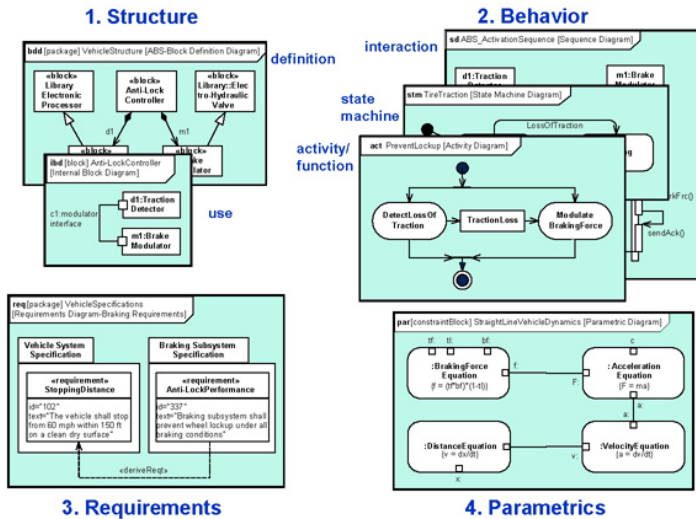 1. Structure
bdd [package] VehicleStructure [ABS-Block Definition Diagram]
definition
«block»
Library
Electronic
Processor
«block»
Anti-Lock
Controller
«block»
Library::Elec
tro-Hydraulic
Valve
d1
m1
«block»
ibd [block] Anti-LockController
[Internal Block Diagram]
use
c1:modulator
interface
d1:Traction
Detector
m1:Brake
Modulator
2. Behavior
interaction
sd ABS_ActivationSequence [Sequence Diagram]
d1:Traction
m1:Brake
state
machine
stm TireTraction [State Machine Diagram]
LossOfTraction
activity/
function
act PreventLockup [Activity Diagram]
DetectLossOf
Traction
TractionLoss
Modulate
BrakingForce
sendAck()
req [package] VehicleSpecifications
[Requirements Diagram-Braking Requirements]
Vehicle System
Specification
Braking Subsystem
Specification
«requirement»
StoppingDistance
id="102"
text="The vehicle shall stop
from 60 mph within 150 ft
on a clean dry surface"
«requirement»
Anti-LockPerformance
id="337"
text="Braking subsystem shall
prevent wheel lockup under all
braking conditions"
«deriveReqt»
3. Requirements
par [constraintBlock] StraightLineVehicleDynamics [Parametric Diagram]
tf: tl: bf:
c
:BrakingForce
Equation
{f = (tf*bf)*(1-tl)}
f:
F:
:Acceleration
Equation
{F = ma}
a:
a:
:DistanceEquation
{v = dx/dt}
v:
:VelocityEquation
{a = dv/dt}
x:
4. Parametrics